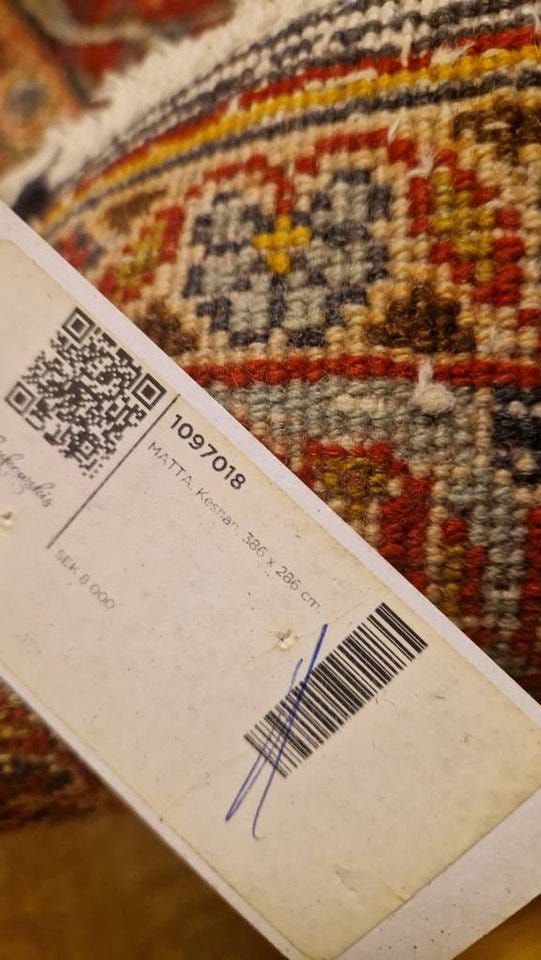 1097018
MATTA, Keshan, 386 x 286 cm
SEK 8 000